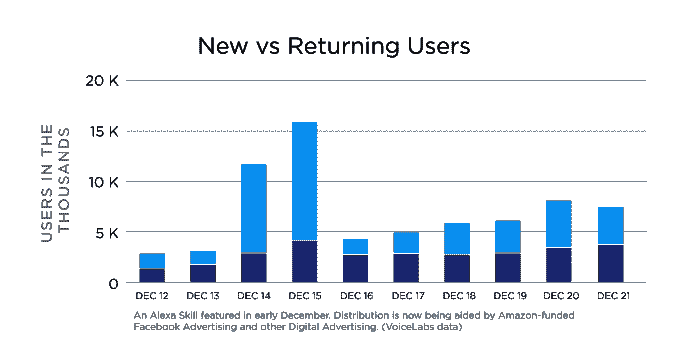 New vs Returning Users
20 K
15 K
10 K
5 K
0
USERS IN THE
THOUSANDS
DEC 12 DEC 13 DEC 14 DEC 15 DEC 16 DEC 17 DEC 18 DEC 19 DEC 20 DEC 21
An Alexa Skill featured in early December. Distribution is now being aided by Amazon-funded
Facebook Advertising and other Digital Advertising. (VoiceLabs data)